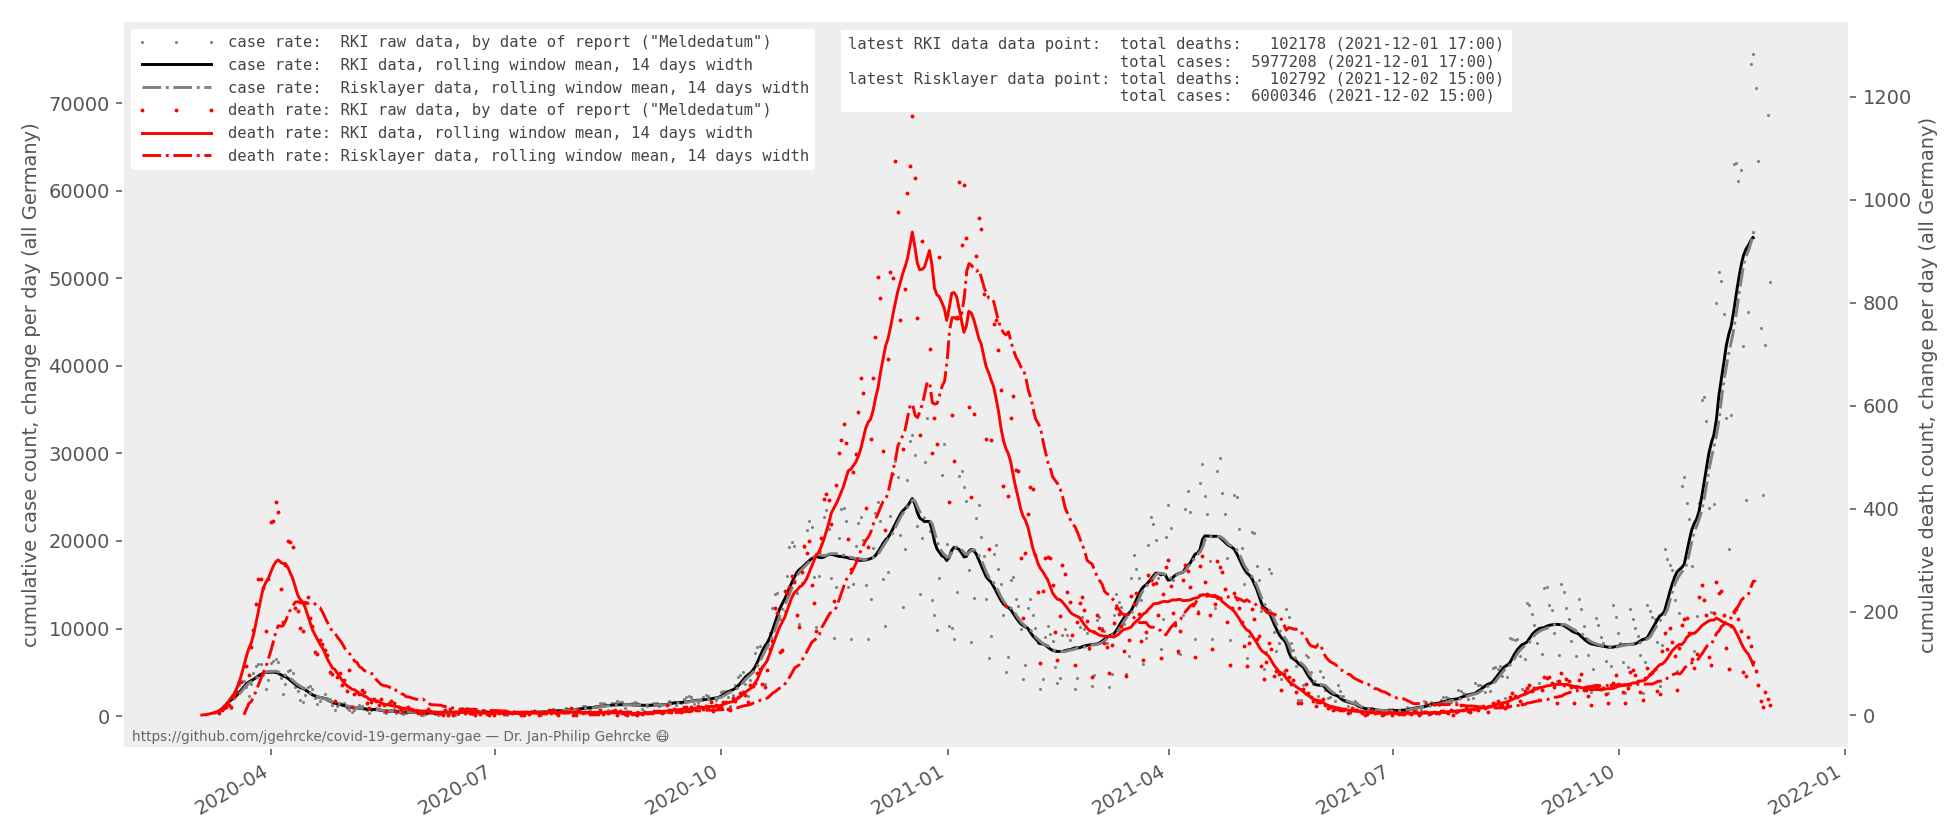 case rate:  RKI raw data, by date of report ("Meldedatum")
case rate:  RKI data, rolling window mean, 14 days width
case rate:  Risklayer data, rolling window mean, 14 days width
death rate: RKI raw data, by date of report ("Meldedatum")
death rate: RKI data, rolling window mean, 14 days width
death rate: Risklayer data, rolling window mean, 14 days width
latest RKI data data point:  total deaths:   102178 (2021-12-01 17:00)
total cases:  5977208 (2021-12-01 17:00)
latest Risklayer data point: total deaths:   102792 (2021-12-02 15:00)
total cases:  6000346 (2021-12-02 15:00)
cumulative case count, change per day (all Germany)
70000
60000
50000
40000
30000
20000
10000
0
1200
1000
800
600
400
200
0
cumulative death count, change per day (all Germany)
https://github.com/jgehrcke/covid-19-germany-gae — Dr. Jan-Philip Gehrcke 😷
2020-04
2020-07
2020-10
2021-01
2021-04
2021-07
2021-10
2022-01